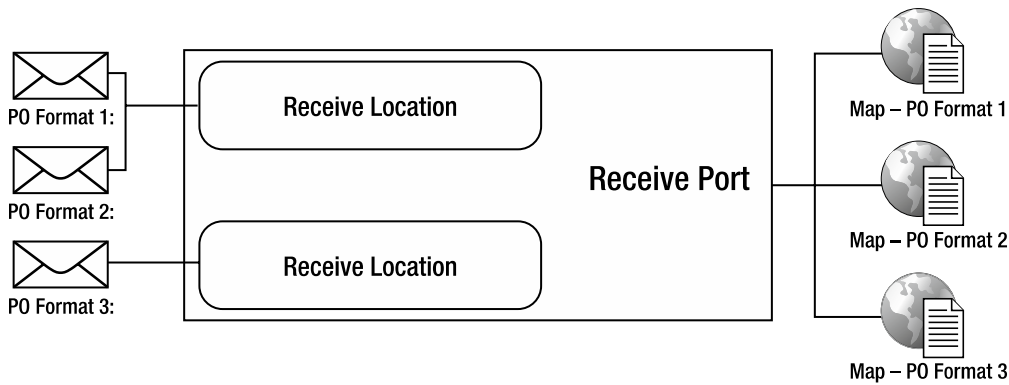 PO Format 1:
PO Format 2:
PO Format 3:
Receive Location
Receive Location
Receive Port
Map – PO Format 1
Map – PO Format 2
Map – PO Format 3